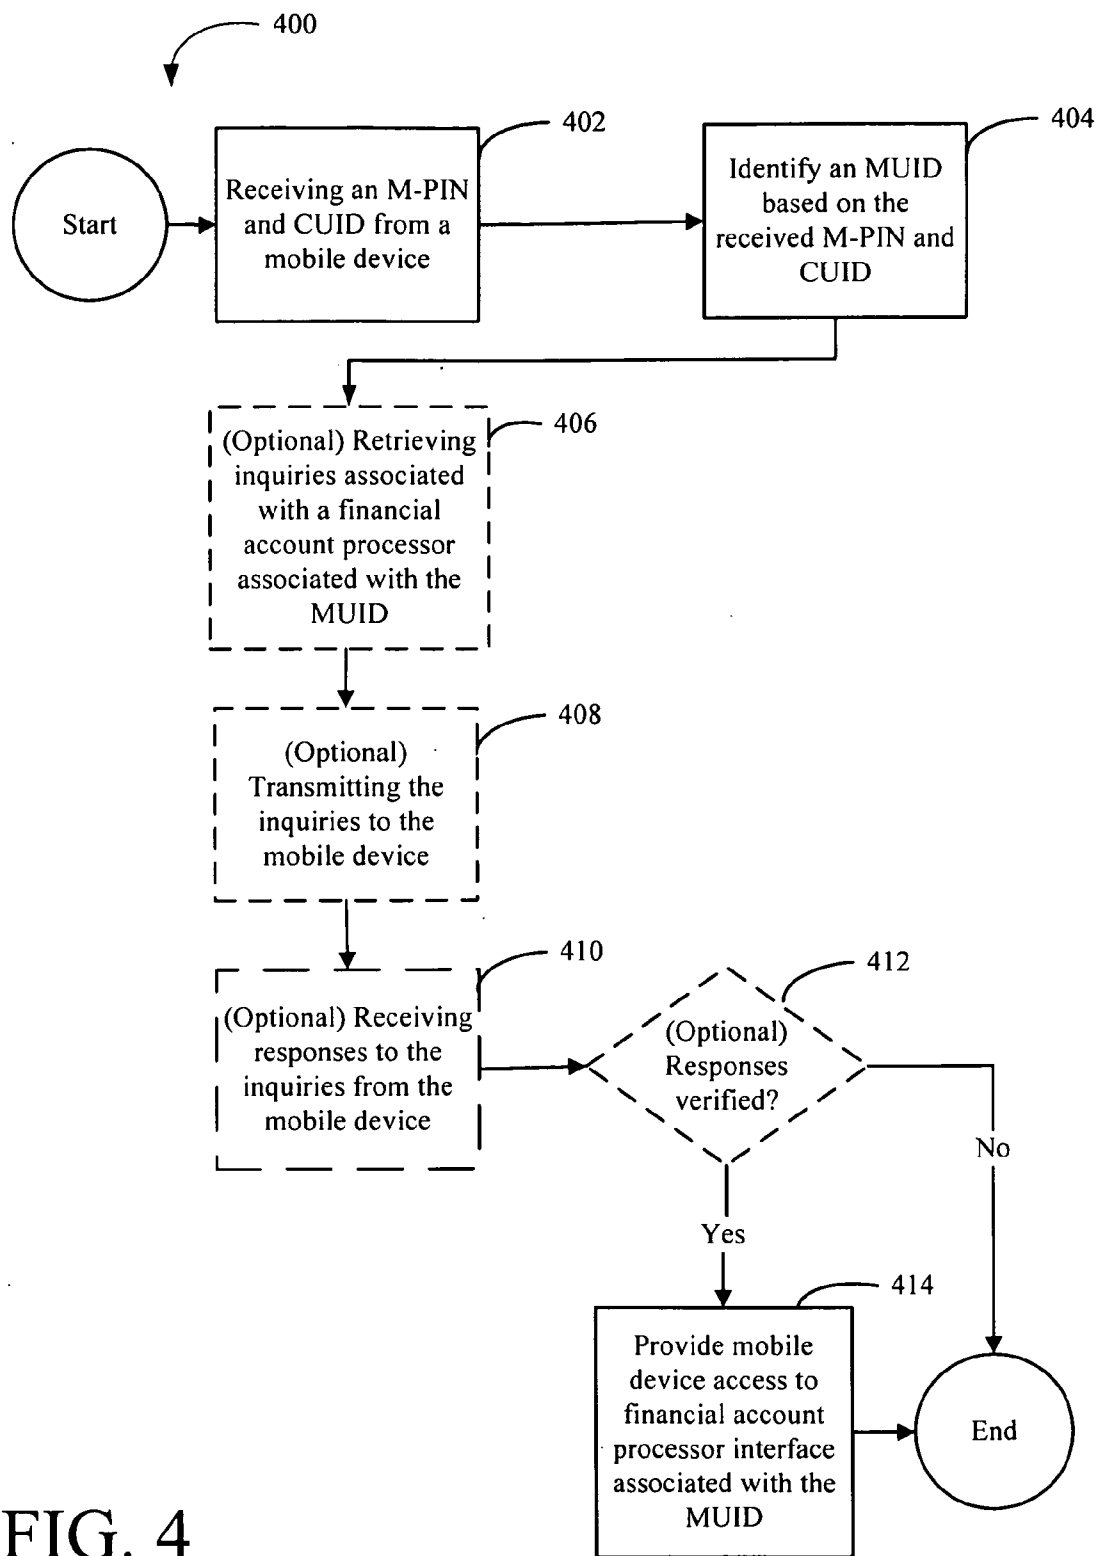 400
402
404
Start
Receiving an M-PIN
and CUID from a
mobile device
Identify an MUID
based on the
received M-PIN and
CUID
406
(Optional) Retrieving
inquiries associated
with a financial
account processor
associated with the
MUID
408
(Optional)
Transmitting the
inquiries to the
mobile device
410
(Optional) Receiving
responses to the
inquiries from the
mobile device
412
(Optional)
Responses
verified?
No
Yes
414
Provide mobile
device access to
financial account
processor interface
associated with the
MUID
End
FIG. 4